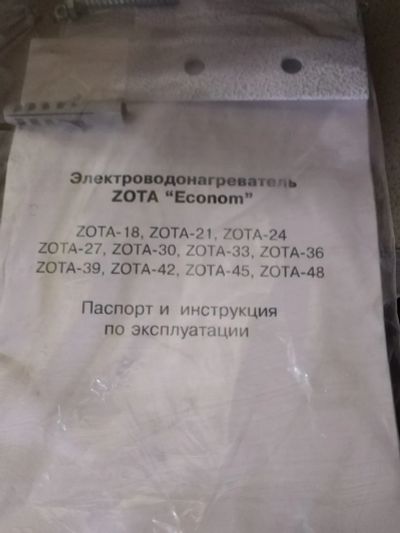 Электроводонагреватель
ZOTA “Econom”
ZOTA-18, ZOTA-21, ZOTA-24
ZOTA-27, ZOTA-30, ZOTA-33, ZOTA-36
ZOTA-39, ZOTA-42, ZOTA-45, ZOTA-48
Паспорт и инструкция
по эксплуатации